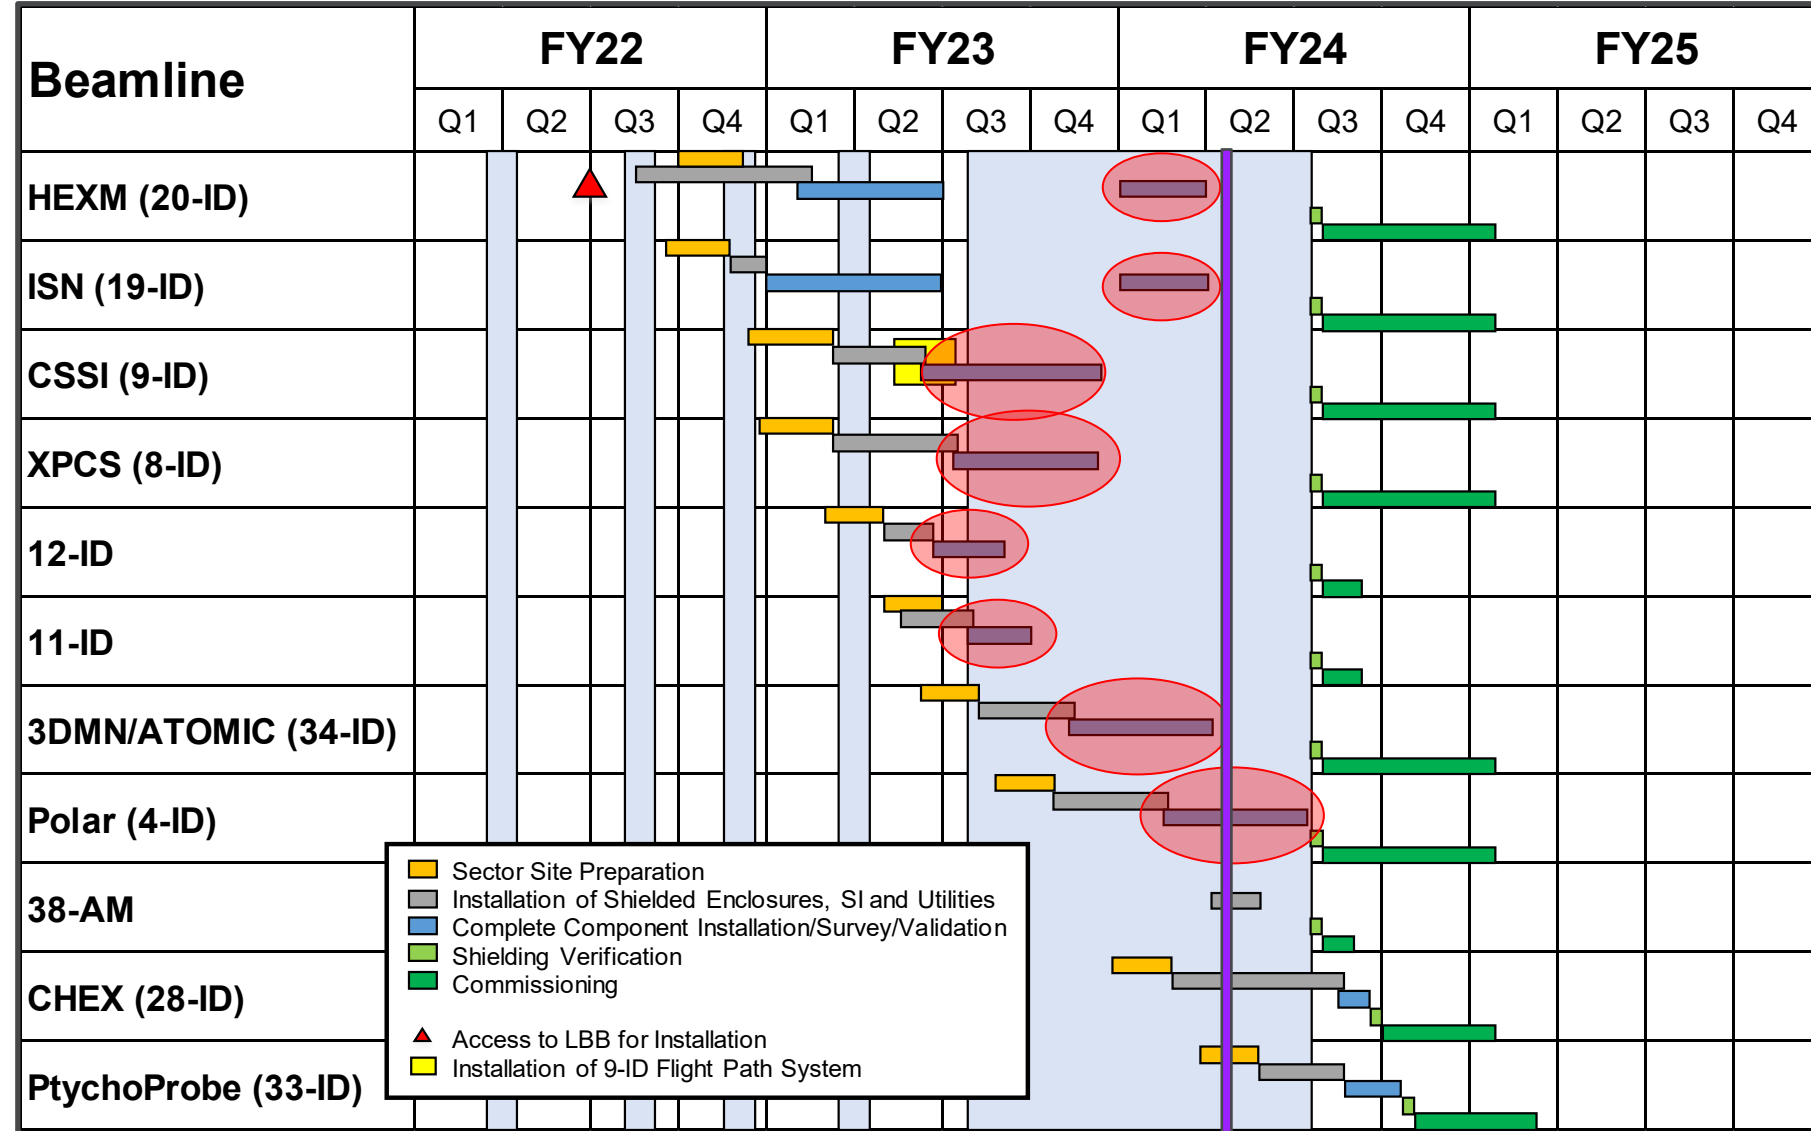 Beamline
FY22 FY23 FY24 FY25
Q1 Q2 Q3 Q4 Q1 Q2 Q3 Q4 Q1 Q2 Q3 Q4 Q1 Q2 Q3 Q4
HEXM (20-ID)
ISN (19-ID)
CSSI (9-ID)
XPCS (8-ID)
12-ID
11-ID
3DMN/ATOMIC (34-ID)
Polar (4-ID)
38-AM
CHEX (28-ID)
PtychoProbe (33-ID)
Sector Site Preparation
Installation of Shielded Enclosures, SI and Utilities
Complete Component Installation/Survey/Validation
Shielding Verification
Commissioning
Access to LBB for Installation
Installation of 9-ID Flight Path System